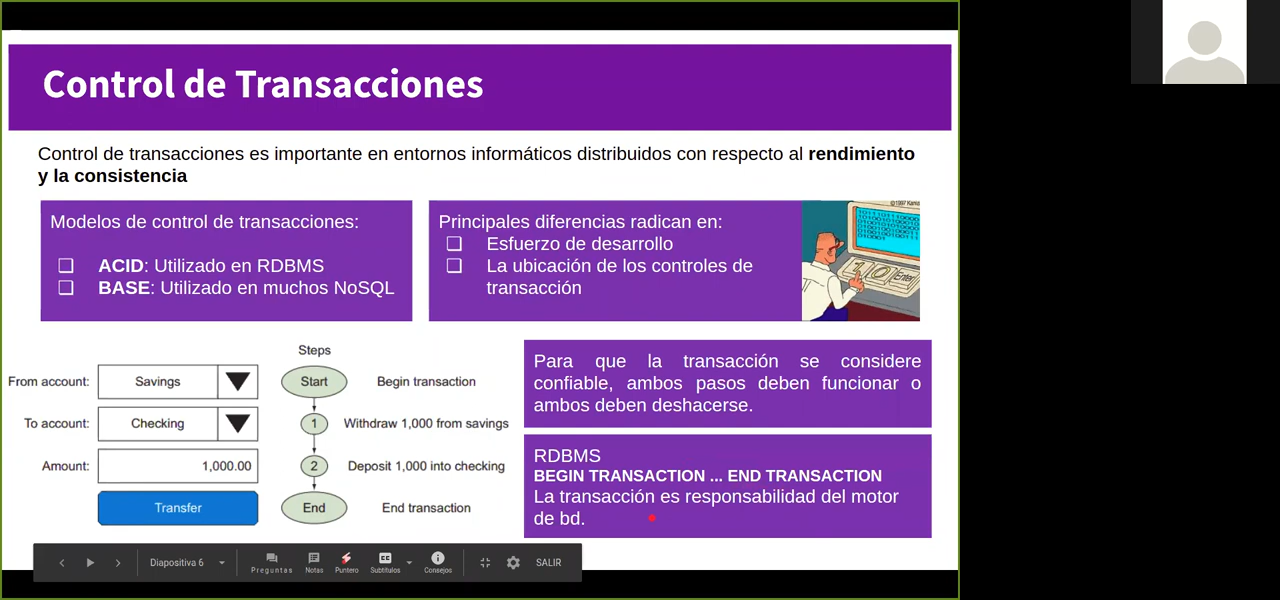 Control de Transacciones
Control de transacciones es importante en entornos informáticos distribuidos con respecto al rendimiento
y la consistencia
Modelos de control de transacciones:
❏ ACID: Utilizado en RDBMS
❏ BASE: Utilizado en muchos NoSQL
Principales diferencias radican en:
❏ Esfuerzo de desarrollo
❏ La ubicación de los controles de
transacción
©1997
Enter
From account:
Savings
To account:
Checking
Amount:
1,000.00
Transfer
Steps
Start
Begin transaction
1
Withdraw 1,000 from savings
2
Deposit 1,000 into checking
End
End transaction
Para que la transacción se considere
confiable, ambos pasos deben funcionar o
ambos deben deshacerse.
RDBMS
BEGIN TRANSACTION ... END TRANSACTION
La transacción es responsabilidad del motor
de bd.
Diapositiva 6
Preguntas
Notas
Puntero
CC
Subtítulos
Consejos
SALIR